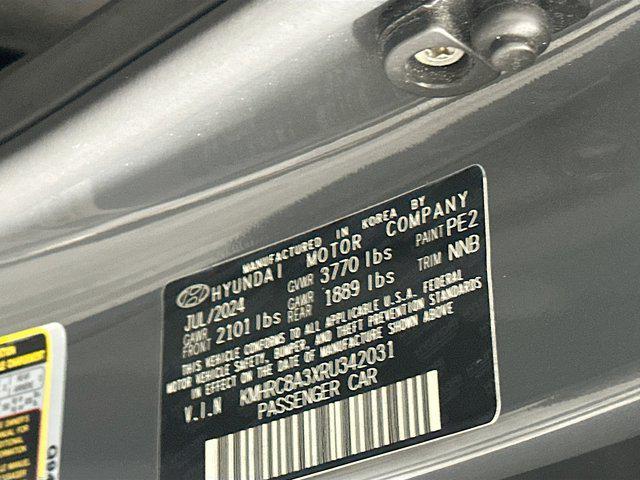 MANUFACTURED IN KOREA BY
HYUNDAI MOTOR COMPANY
JUL/2024 GVWR 3770 lbs PAINT PE2
GAWR FRONT 2101 lbs GAWR REAR 1889 lbs TRIM NNB
THIS VEHICLE CONFORMS TO ALL APPLICABLE U.S.A. FEDERAL
MOTOR VEHICLE SAFETY, BUMPER, AND THEFT PREVENTION STANDARDS
IN EFFECT ON THE DATE OF MANUFACTURE SHOWN ABOVE
V.I.N KMHRC8A3XRU342031
PASSENGER CAR